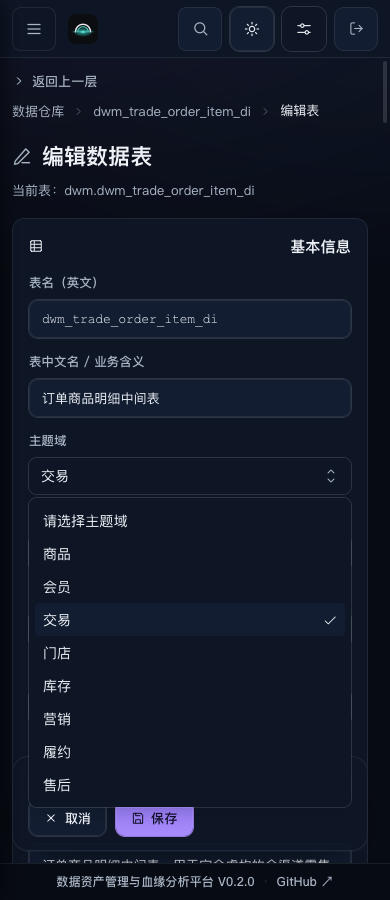 返回上一层
数据仓库 dwm_trade_order_item_di 编辑表
编辑数据表
当前表：dwm.dwm_trade_order_item_di
基本信息
表名（英文）
dwm_trade_order_item_di
表中文名 / 业务含义
订单商品明细中间表
主题域
交易
请选择主题域
商品
会员
交易
门店
库存
营销
履约
售后
取消 保存
数据资产管理与血缘分析平台 V0.2.0 · GitHub ↗